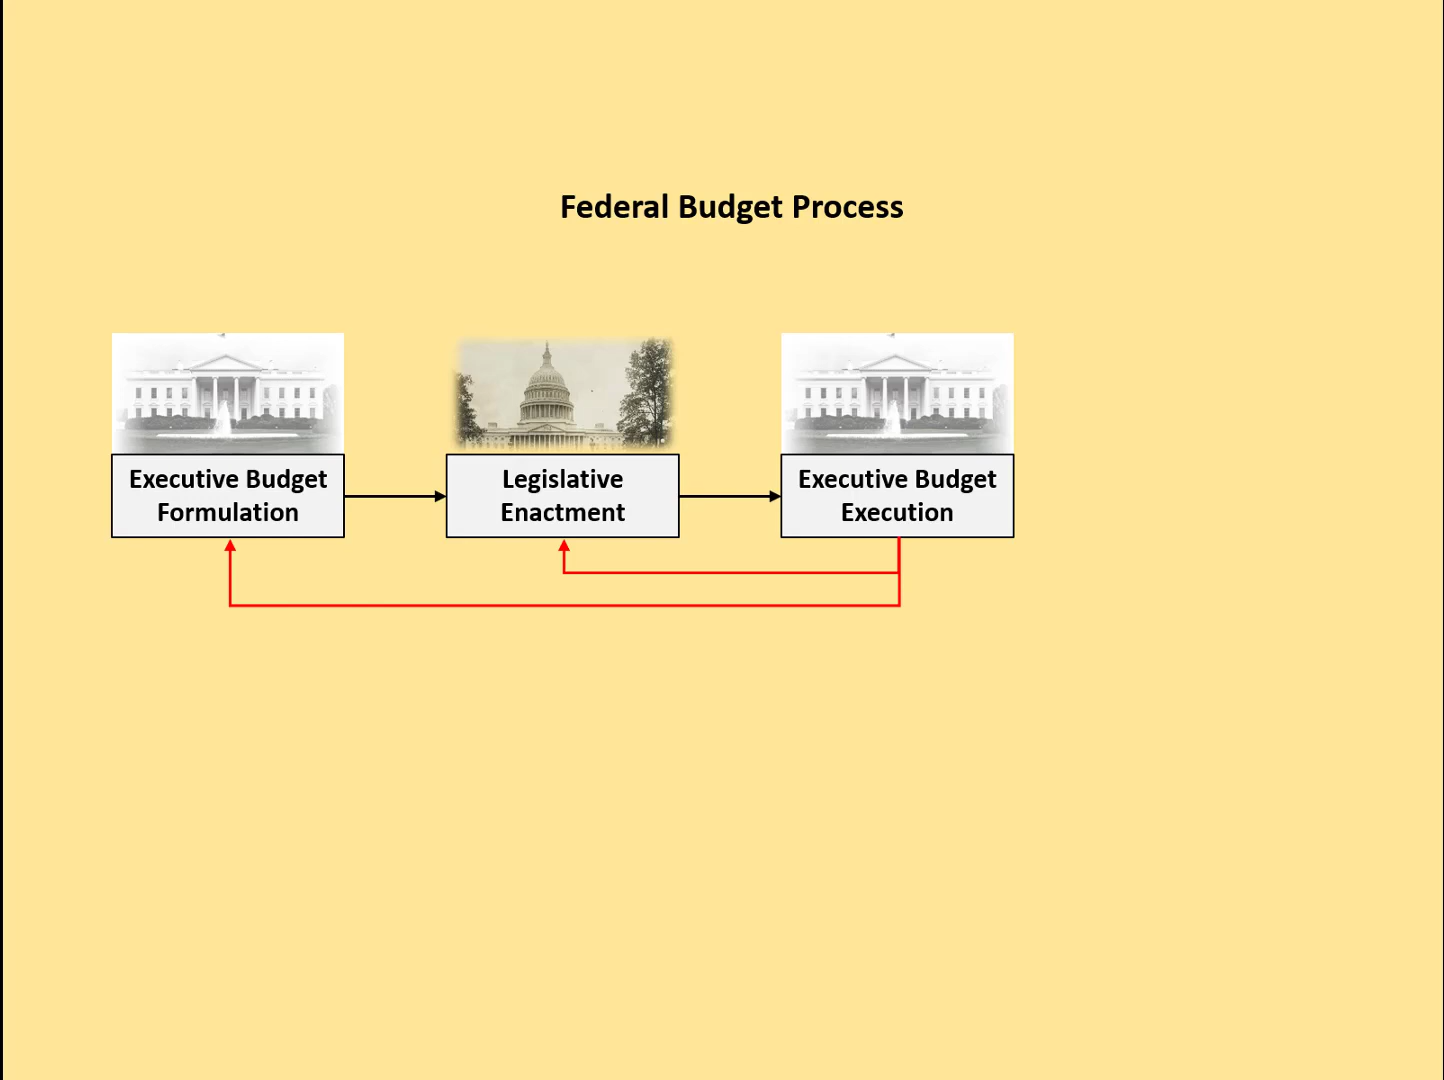 Federal Budget Process
Executive Budget
Formulation
Legislative
Enactment
Executive Budget
Execution